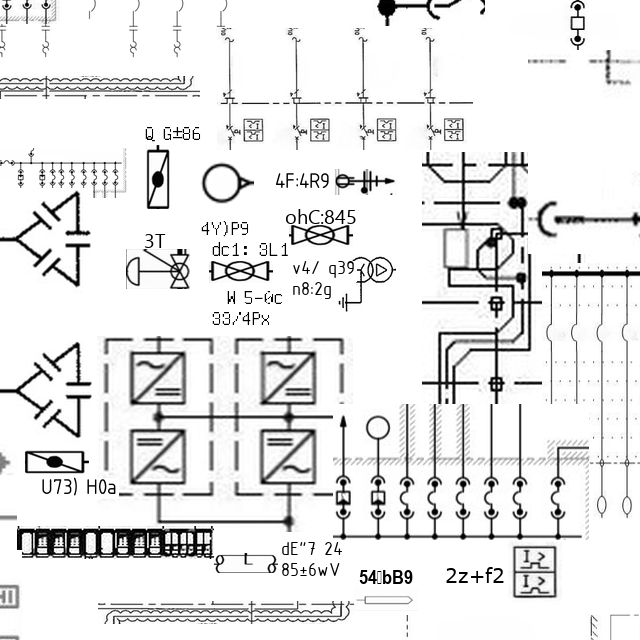 Q G±86
4F:4R9
ohC:845
4Y)P9
3T
dc1: 3L1
v4/ q39
n8:2g
W 5-0c
33/4Px
U73) H0a
dE"7 24
L
85±6wV
2z+f2
HI